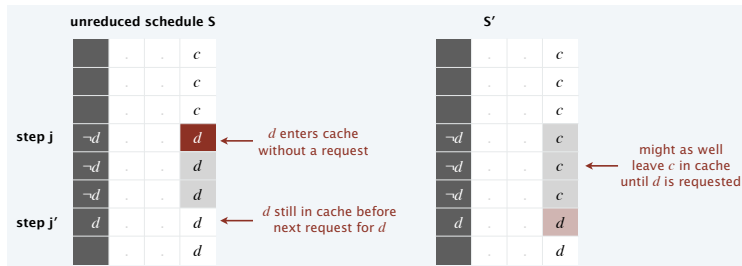 unreduced schedule S
S′
. . c
. . c
. . c
. . c
. . c
. . c
step j ¬d . . d
d enters cache
without a request
¬d . . c
¬d . . d
¬d . . c
might as well
leave c in cache
until d is requested
¬d . . d
¬d . . c
step j′ d . . d
d still in cache before
next request for d
d . . d
. . d
. . d